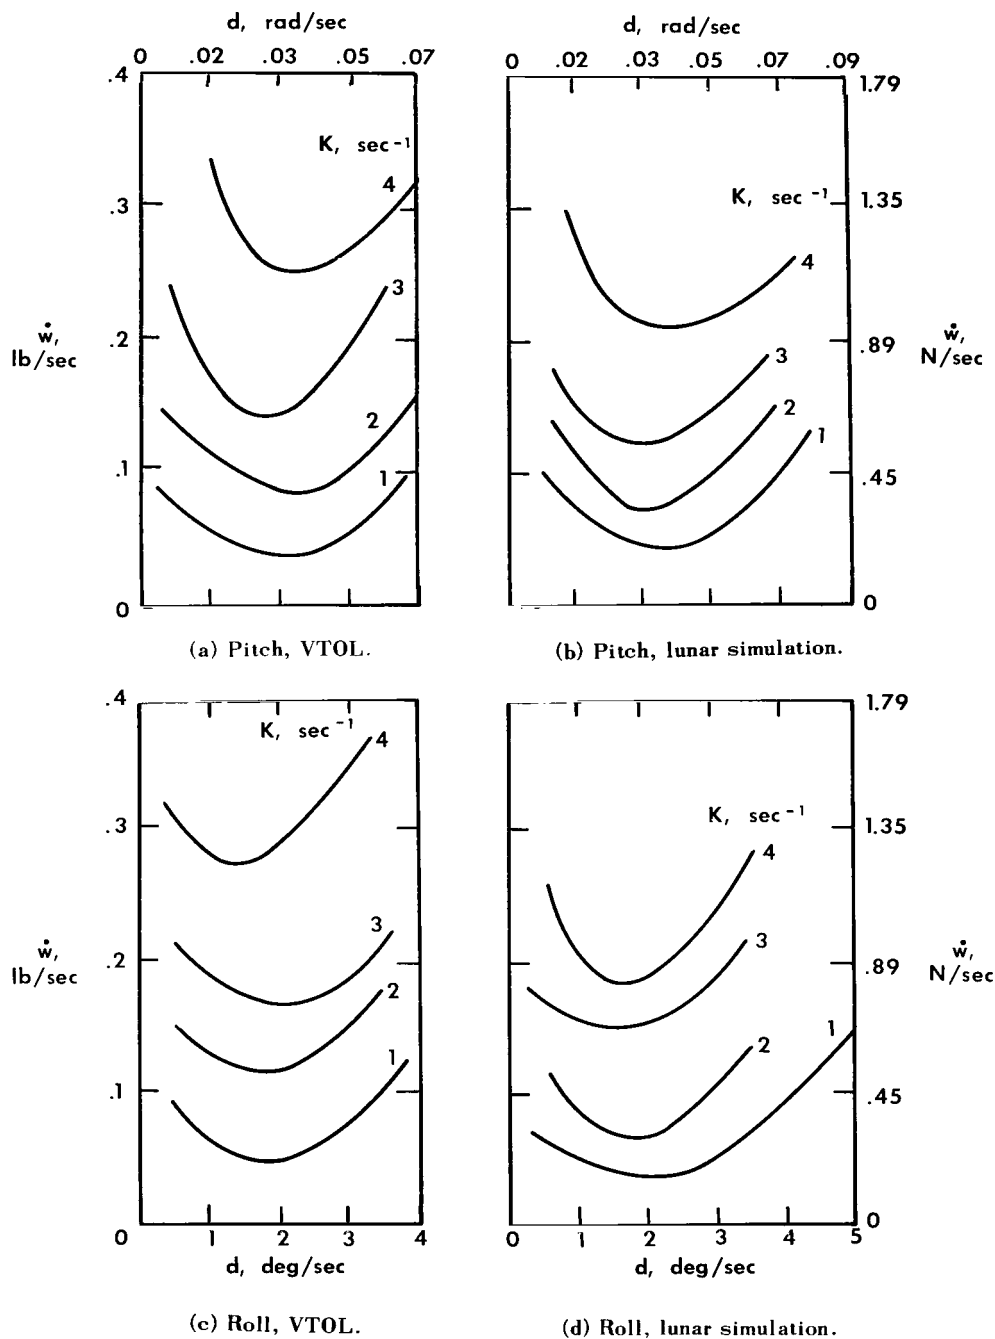 d, rad/sec
0 .02 .03 .05 .07
d, rad/sec
0 .02 .03 .05 .07 .09
.4
.3
.2
.1
0
ẇ,
lb/sec
K, sec⁻¹
4
3
2
1
K, sec⁻¹
4
3
2
1
1.79
1.35
.89
.45
0
ẇ,
N/sec
(a) Pitch, VTOL.
(b) Pitch, lunar simulation.
.4
.3
.2
.1
0
ẇ,
lb/sec
K, sec⁻¹
4
3
2
1
1 2 3 4
d, deg/sec
K, sec⁻¹
4
3
2
1
1.79
1.35
.89
.45
0
ẇ,
N/sec
0 1 2 3 4 5
d, deg/sec
(c) Roll, VTOL.
(d) Roll, lunar simulation.